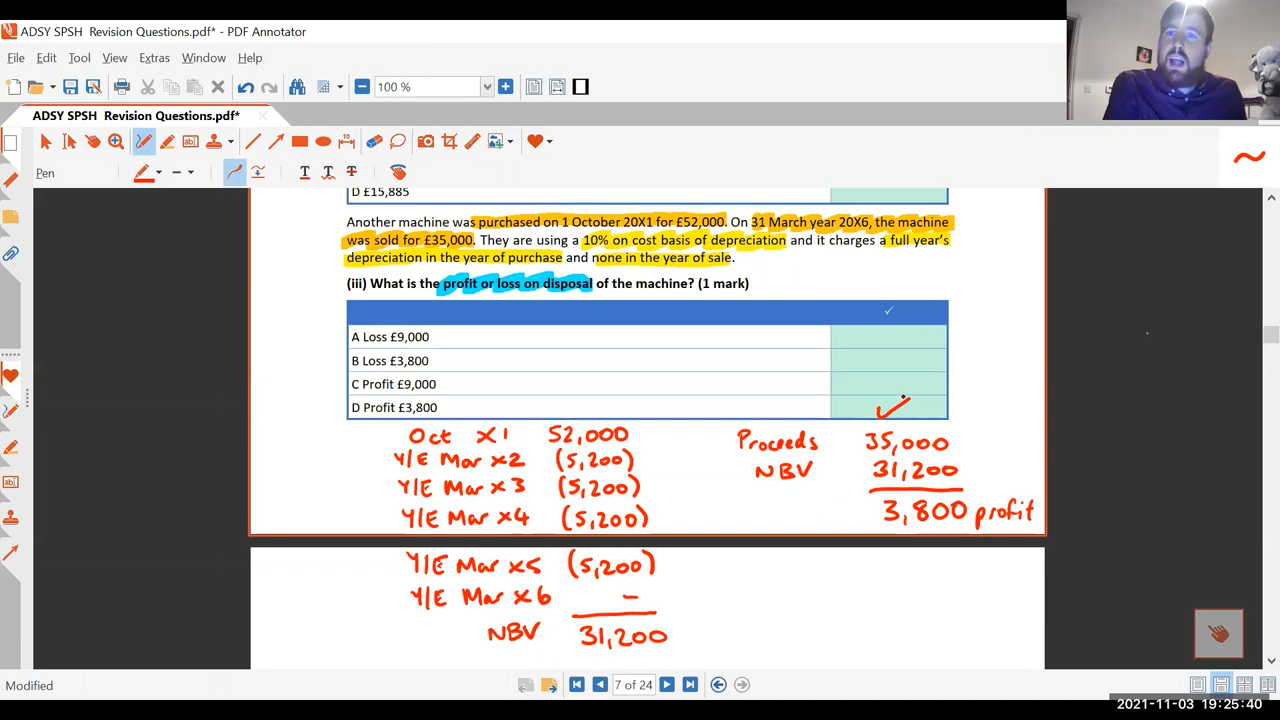 ADSY SPSH Revision Questions.pdf* - PDF Annotator
File Edit Tool View Extras Window Help
100 %
ADSY SPSH Revision Questions.pdf*
Pen
D £15,885
Another machine was purchased on 1 October 20X1 for £52,000. On 31 March year 20X6, the machine
was sold for £35,000. They are using a 10% on cost basis of depreciation and it charges a full year's
depreciation in the year of purchase and none in the year of sale.
(iii) What is the profit or loss on disposal of the machine? (1 mark)
✓
A Loss £9,000
B Loss £3,800
C Profit £9,000
D Profit £3,800 ✓
Oct X1 52,000
Y/E Mar X2 (5,200)
Y/E Mar X3 (5,200)
Y/E Mar X4 (5,200)
Y/E Mar X5 (5,200)
Y/E Mar X6 -
NBV 31,200
Proceeds 35,000
NBV 31,200
3,800 profit
Modified
7 of 24
2021-11-03 19:25:40